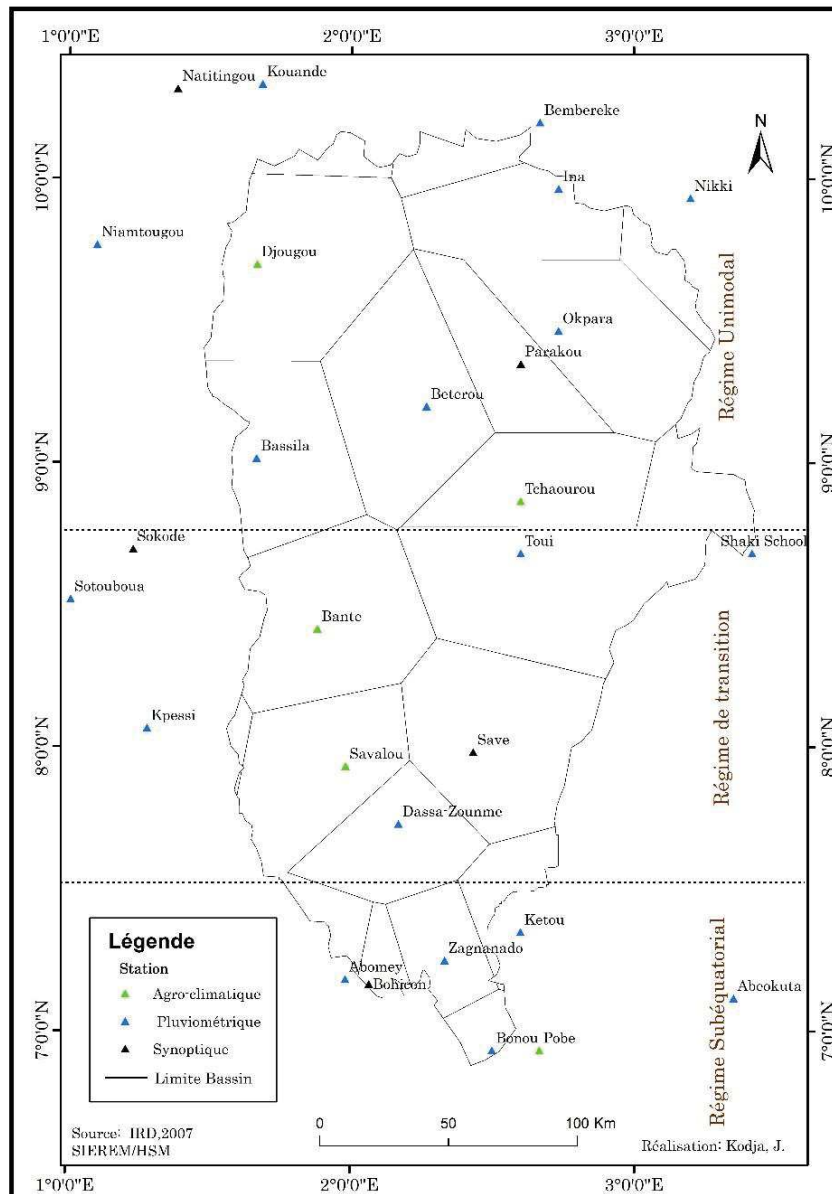 1°0'0"E 2°0'0"E 3°0'0"E
Natitingou
Kouande
Bembereke
N
10°0'0"N
10°0'0"N
Ina
Nikki
Niamtougou
Djougou
Régime Unimodal
Okpara
Parakou
Beterou
Bassila
9°0'0"N
9°0'0"N
Tchaourou
Sokode
Toui
Shaki School
Sotouboua
Bante
Régime de transition
Kpessi
8°0'0"N
8°0'0"N
Save
Savalou
Dassa-Zounme
Régime Subéquatorial
Ketou
Zagnanado
Abomey
Bohicon
Abeokuta
7°0'0"N
7°0'0"N
Bonou Pobe
Légende
Station
Agro-climatique
Pluviométrique
Synoptique
Limite Bassin
0 50 100 Km
Source: IRD,2007
SIEREM/HSM
Réalisation: Kodja, J.
1°0'0"E 2°0'0"E 3°0'0"E